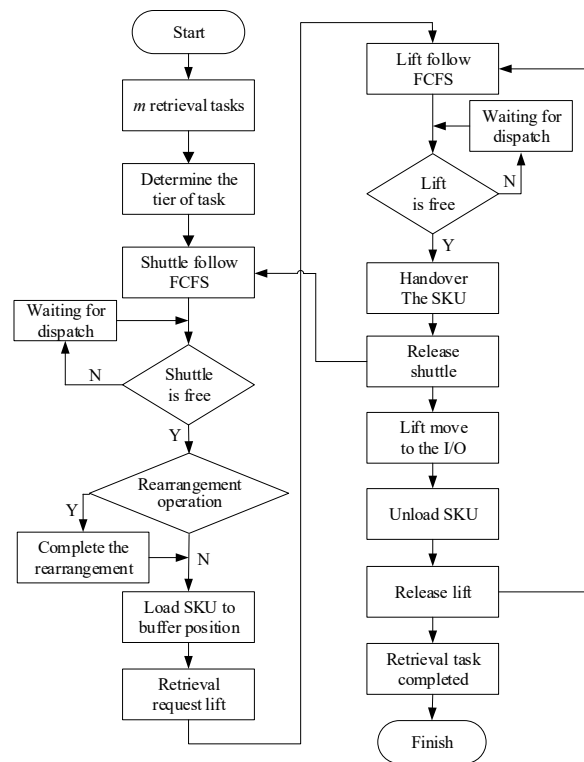 Start
m retrieval tasks
Determine the
tier of task
Shuttle follow
FCFS
Waiting for
dispatch
N
Shuttle
is free
Y
Rearrangement
operation
Y
Complete the
rearrangement
N
Load SKU to
buffer position
Retrieval
request lift
Lift follow
FCFS
Waiting for
dispatch
Lift
is free
N
Y
Handover
The SKU
Release
shuttle
Lift move
to the I/O
Unload SKU
Release lift
Retrieval task
completed
Finish